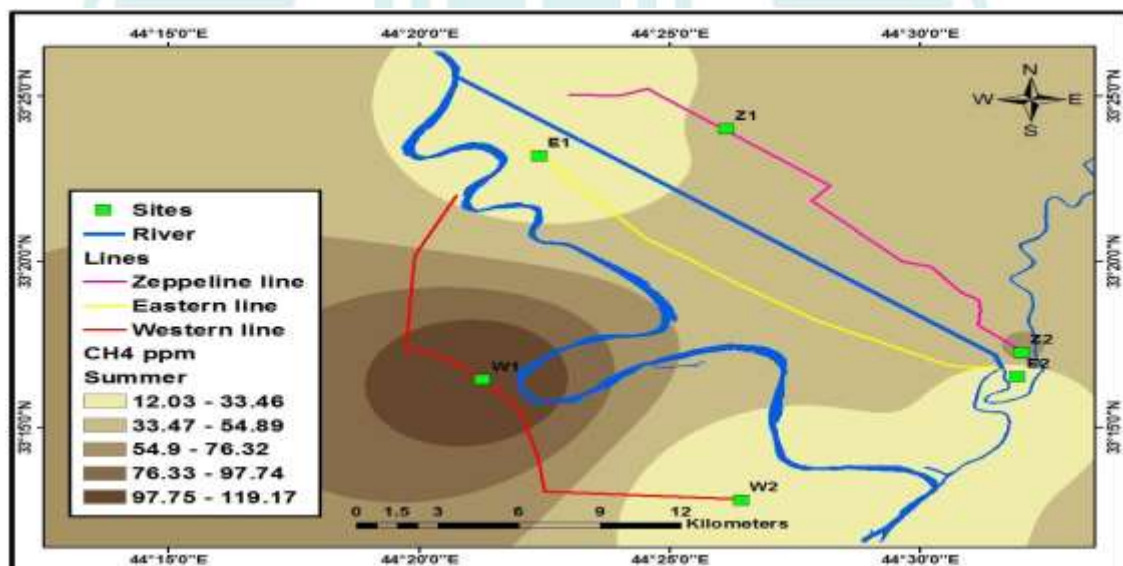 44°15'0"E 44°20'0"E 44°25'0"E 44°30'0"E
33°25'0"N 33°25'0"N
N
W E
S
Z1
E1
Sites
River
Lines
Zeppeline line
Eastern line
Western line
CH4 ppm
Summer
12.03 - 33.46
33.47 - 54.89
54.9 - 76.32
76.33 - 97.74
97.75 - 119.17
33°20'0"N 33°20'0"N
Z2
E2
W1
33°15'0"N 33°15'0"N
W2
0 1.5 3 6 9 12
Kilometers
44°15'0"E 44°20'0"E 44°25'0"E 44°30'0"E